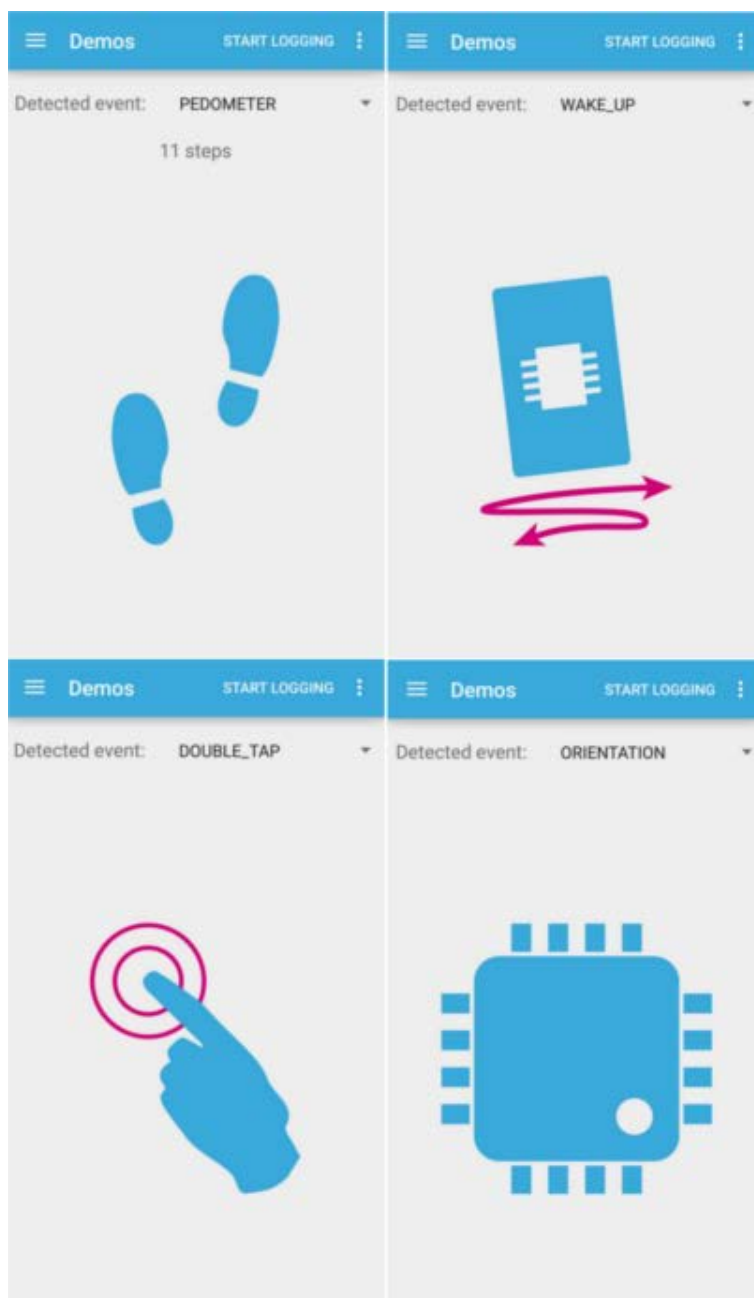 Demos START LOGGING
Detected event: PEDOMETER
11 steps
Demos START LOGGING
Detected event: WAKE_UP
Demos START LOGGING
Detected event: DOUBLE_TAP
Demos START LOGGING
Detected event: ORIENTATION